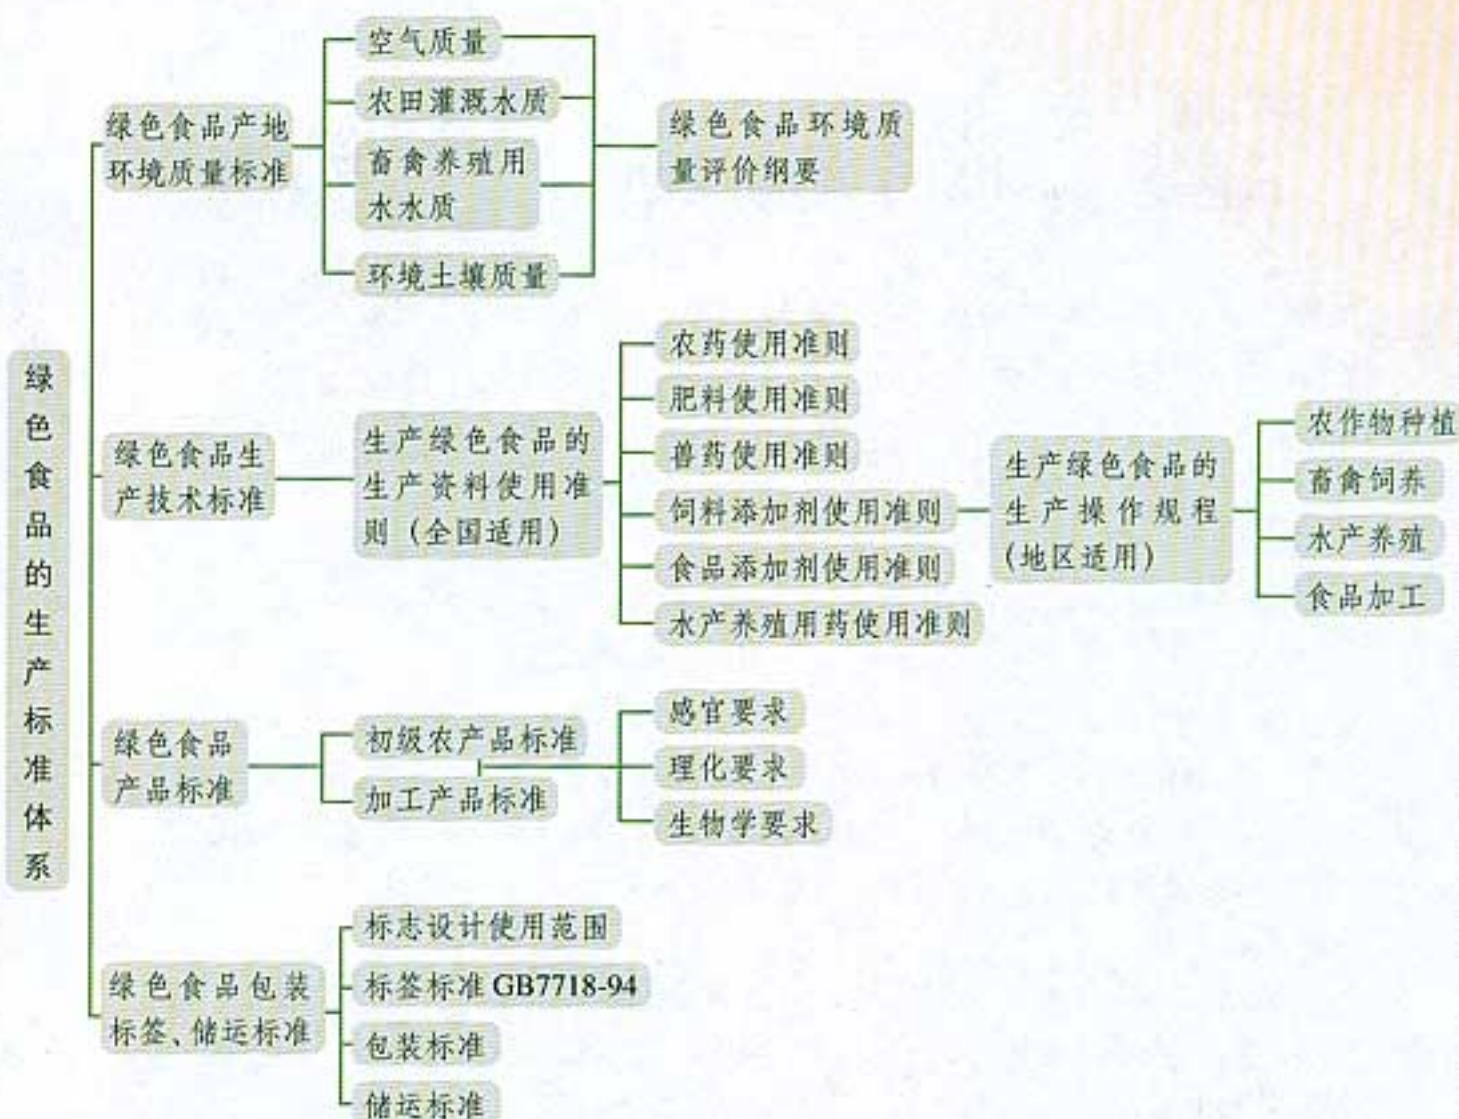 绿色食品的生产标准体系
绿色食品产地
环境质量标准
空气质量
农田灌溉水质
畜禽养殖用
水水质
环境土壤质量
绿色食品环境质
量评价纲要
绿色食品生
产技术标准
生产绿色食品的
生产资料使用准
则（全国适用）
农药使用准则
肥料使用准则
兽药使用准则
饲料添加剂使用准则
食品添加剂使用准则
水产养殖用药使用准则
生产绿色食品的
生产操作规程
（地区适用）
农作物种植
畜禽饲养
水产养殖
食品加工
绿色食品
产品标准
初级农产品标准
加工产品标准
感官要求
理化要求
生物学要求
绿色食品包装
标签、储运标准
标志设计使用范围
标签标准 GB7718-94
包装标准
储运标准